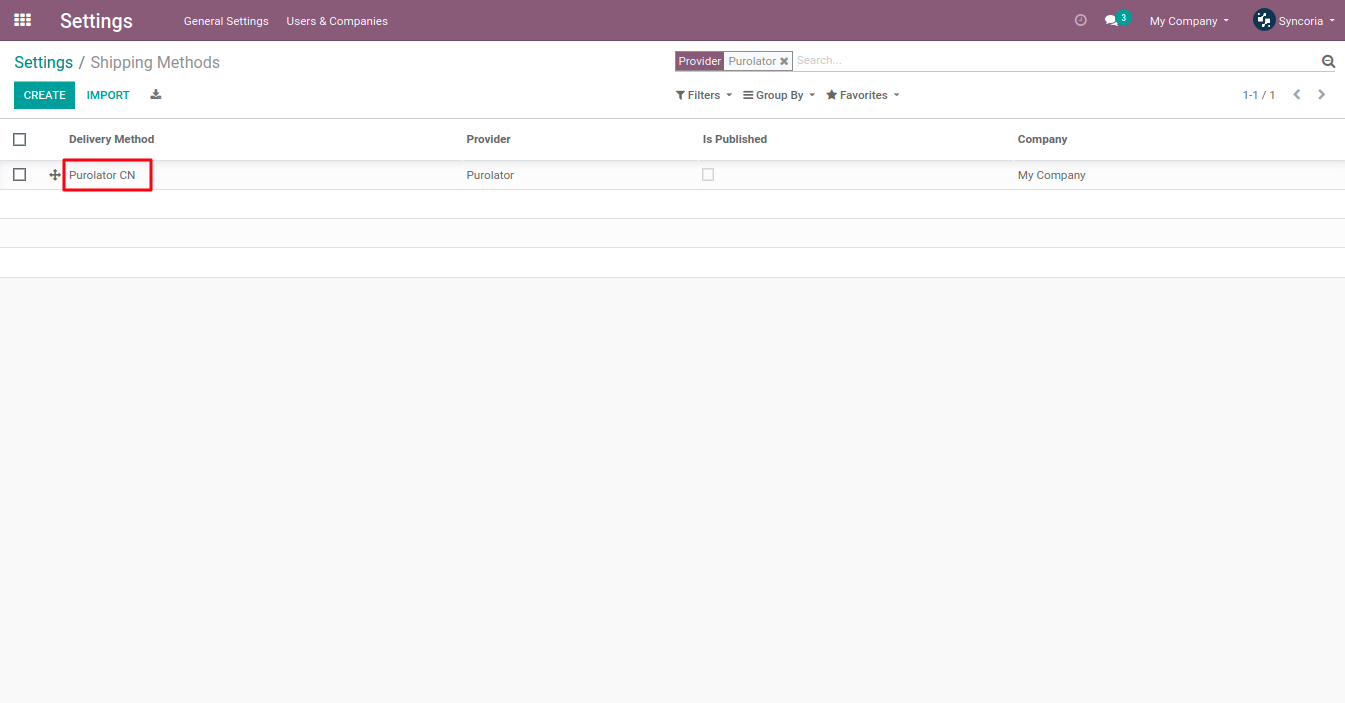 Settings General Settings Users & Companies 3 My Company Syncoria
Settings / Shipping Methods Provider Purolator Search...
CREATE IMPORT Filters Group By Favorites 1-1 / 1
Delivery Method Provider Is Published Company
Purolator CN Purolator My Company